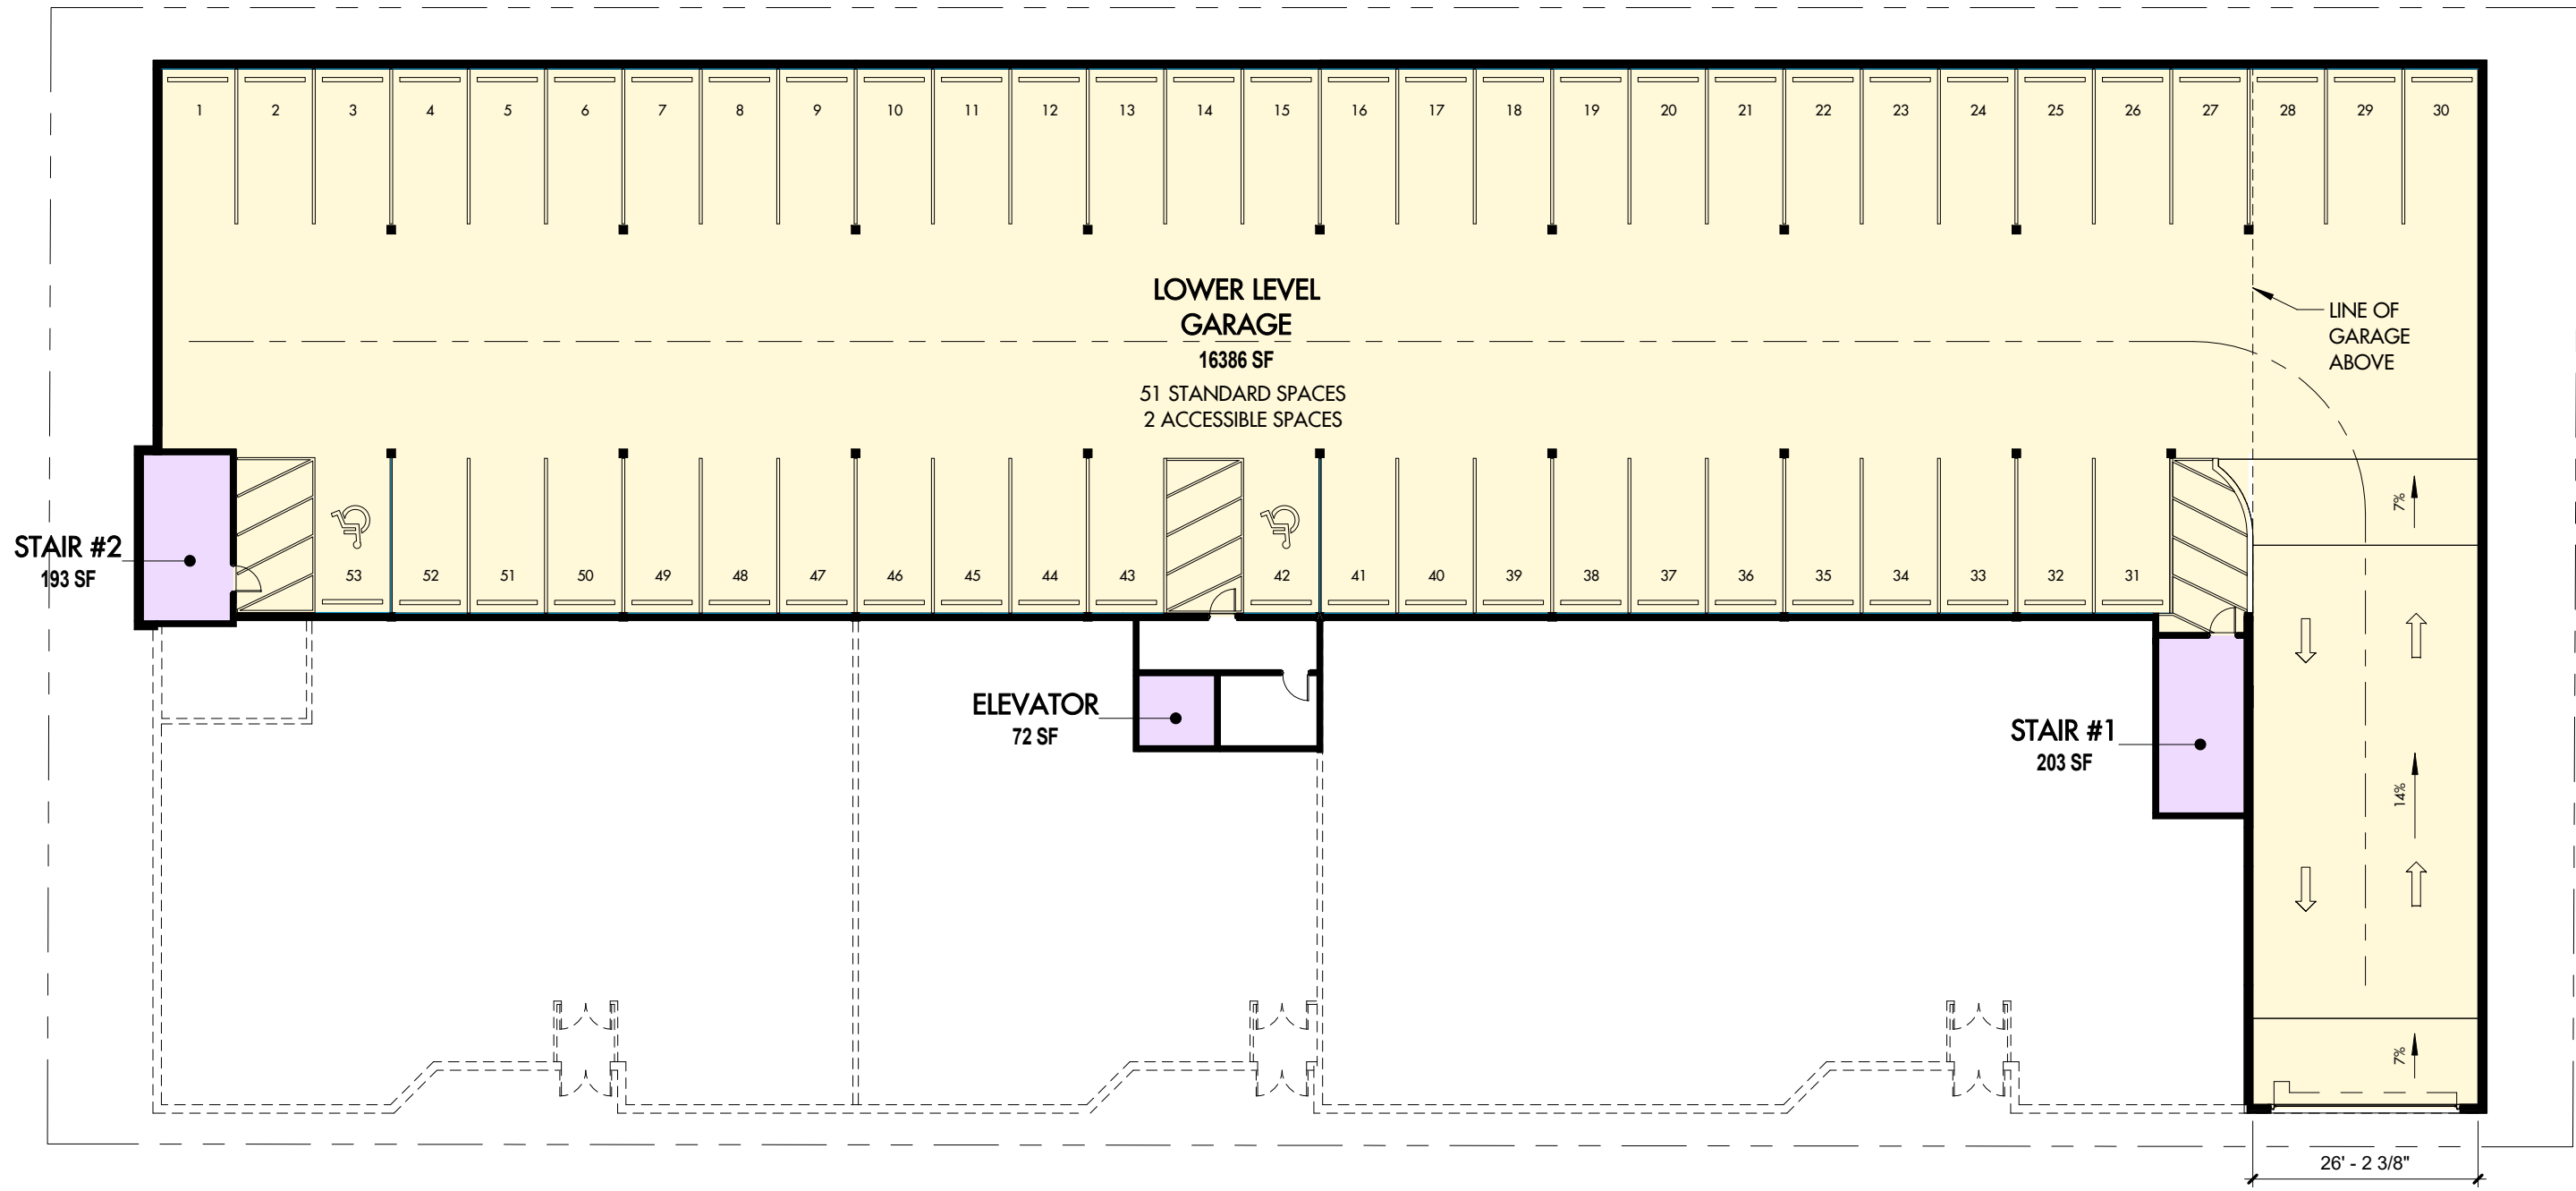 1 2 3 4 5 6 7 8 9 10 11 12 13 14 15 16 17 18 19 20 21 22 23 24 25 26 27 28 29 30
LOWER LEVEL
GARAGE
16386 SF
51 STANDARD SPACES
2 ACCESSIBLE SPACES
LINE OF
GARAGE
ABOVE
7%
STAIR #2
193 SF
53 52 51 50 49 48 47 46 45 44 43 42 41 40 39 38 37 36 35 34 33 32 31
ELEVATOR
72 SF
STAIR #1
203 SF
14%
7%
26' - 2 3/8"